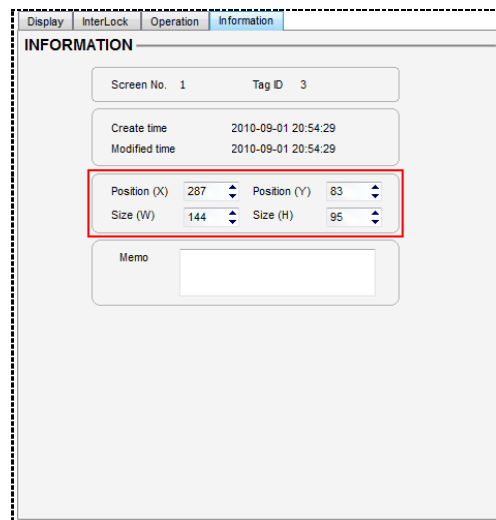 Display InterLock Operation Information
INFORMATION
Screen No. 1 Tag ID 3
Create time 2010-09-01 20:54:29
Modified time 2010-09-01 20:54:29
Position (X) 287 Position (Y) 83
Size (W) 144 Size (H) 95
Memo